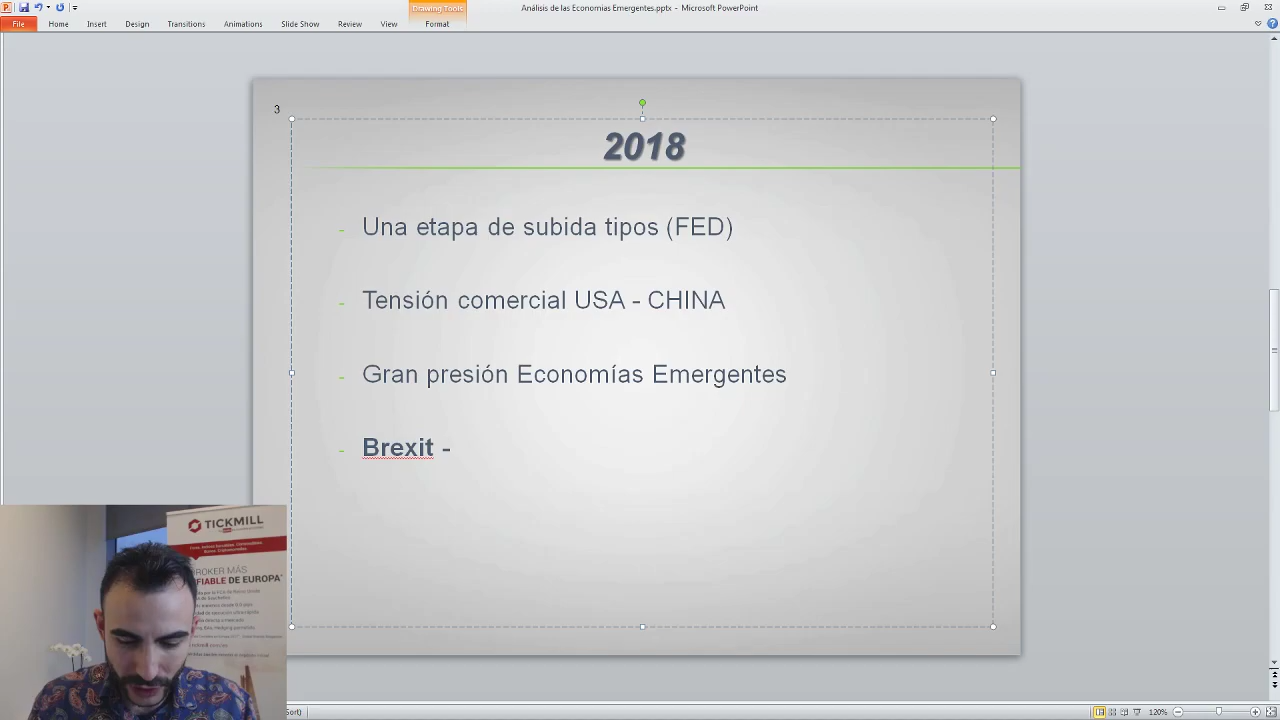 Análisis de las Economías Emergentes.pptx - Microsoft PowerPoint
Drawing Tools
File Home Insert Design Transitions Animations Slide Show Review View Format
3
2018
- Una etapa de subida tipos (FED)
- Tensión comercial USA - CHINA
- Gran presión Economías Emergentes
- Brexit -
TICKMILL
BROKER MÁS
FIABLE DE EUROPA"
120%